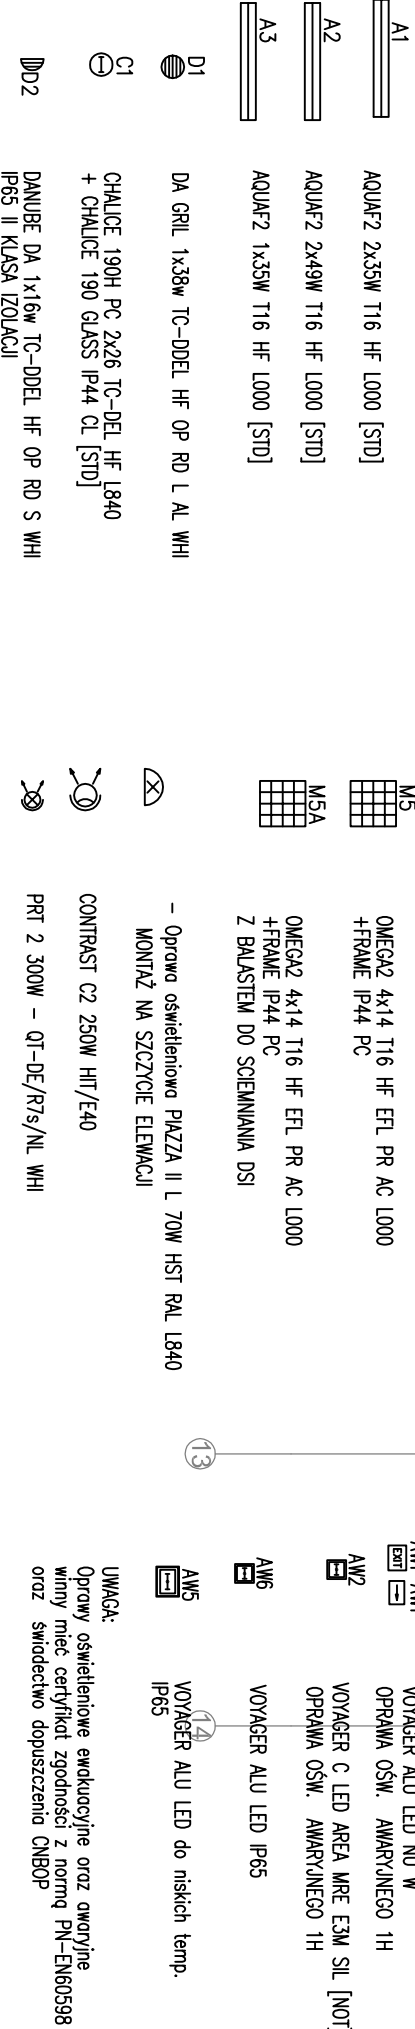 A1
AQUAF2 2x35W T16 HF L000 [STD]
A2
AQUAF2 2x49W T16 HF L000 [STD]
A3
AQUAF2 1x35W T16 HF L000 [STD]
D1
DA GRIL 1x38w TC-DDEL HF OP RD L AL WHI
C1
CHALICE 190H PC 2x26 TC-DEL HF L840
+ CHALICE 190 GLASS IP44 CL [STD]
D2
DANUBE DA 1x16w TC-DDEL HF OP RD S WHI
IP65 II KLASA IZOLACJI
M5
OMEGA2 4x14 T16 HF EFL PR AC L000
+FRAME IP44 PC
M5A
OMEGA2 4x14 T16 HF EFL PR AC L000
+FRAME IP44 PC
Z BALASTEM DO SCIEMNIANIA DSI
- Oprawa oświetleniowa PIAZZA II L 70W HST RAL L840
MONTAŻ NA SZCZYCIE ELEWACJI
CONTRAST C2 250W HIT/E40
PRT 2 300W - QT-DE/R7s/NL WHI
13
EXIT
VOYAGER ALU LED NO W
OPRAWA OŚW. AWARYJNEGO 1H
AW2
VOYAGER C LED AREA MRE E3M SIL [NOT]
OPRAWA OŚW. AWARYJNEGO 1H
AW6
VOYAGER ALU LED IP65
AW5
VOYAGER ALU LED do niskich temp.
IP65
14
UWAGA:
Oprawy oświetleniowe ewakuacyjne oraz awaryjne
winny mieć certyfikat zgodności z normą PN-EN60598
oraz świadectwo dopuszczenia CNBOP